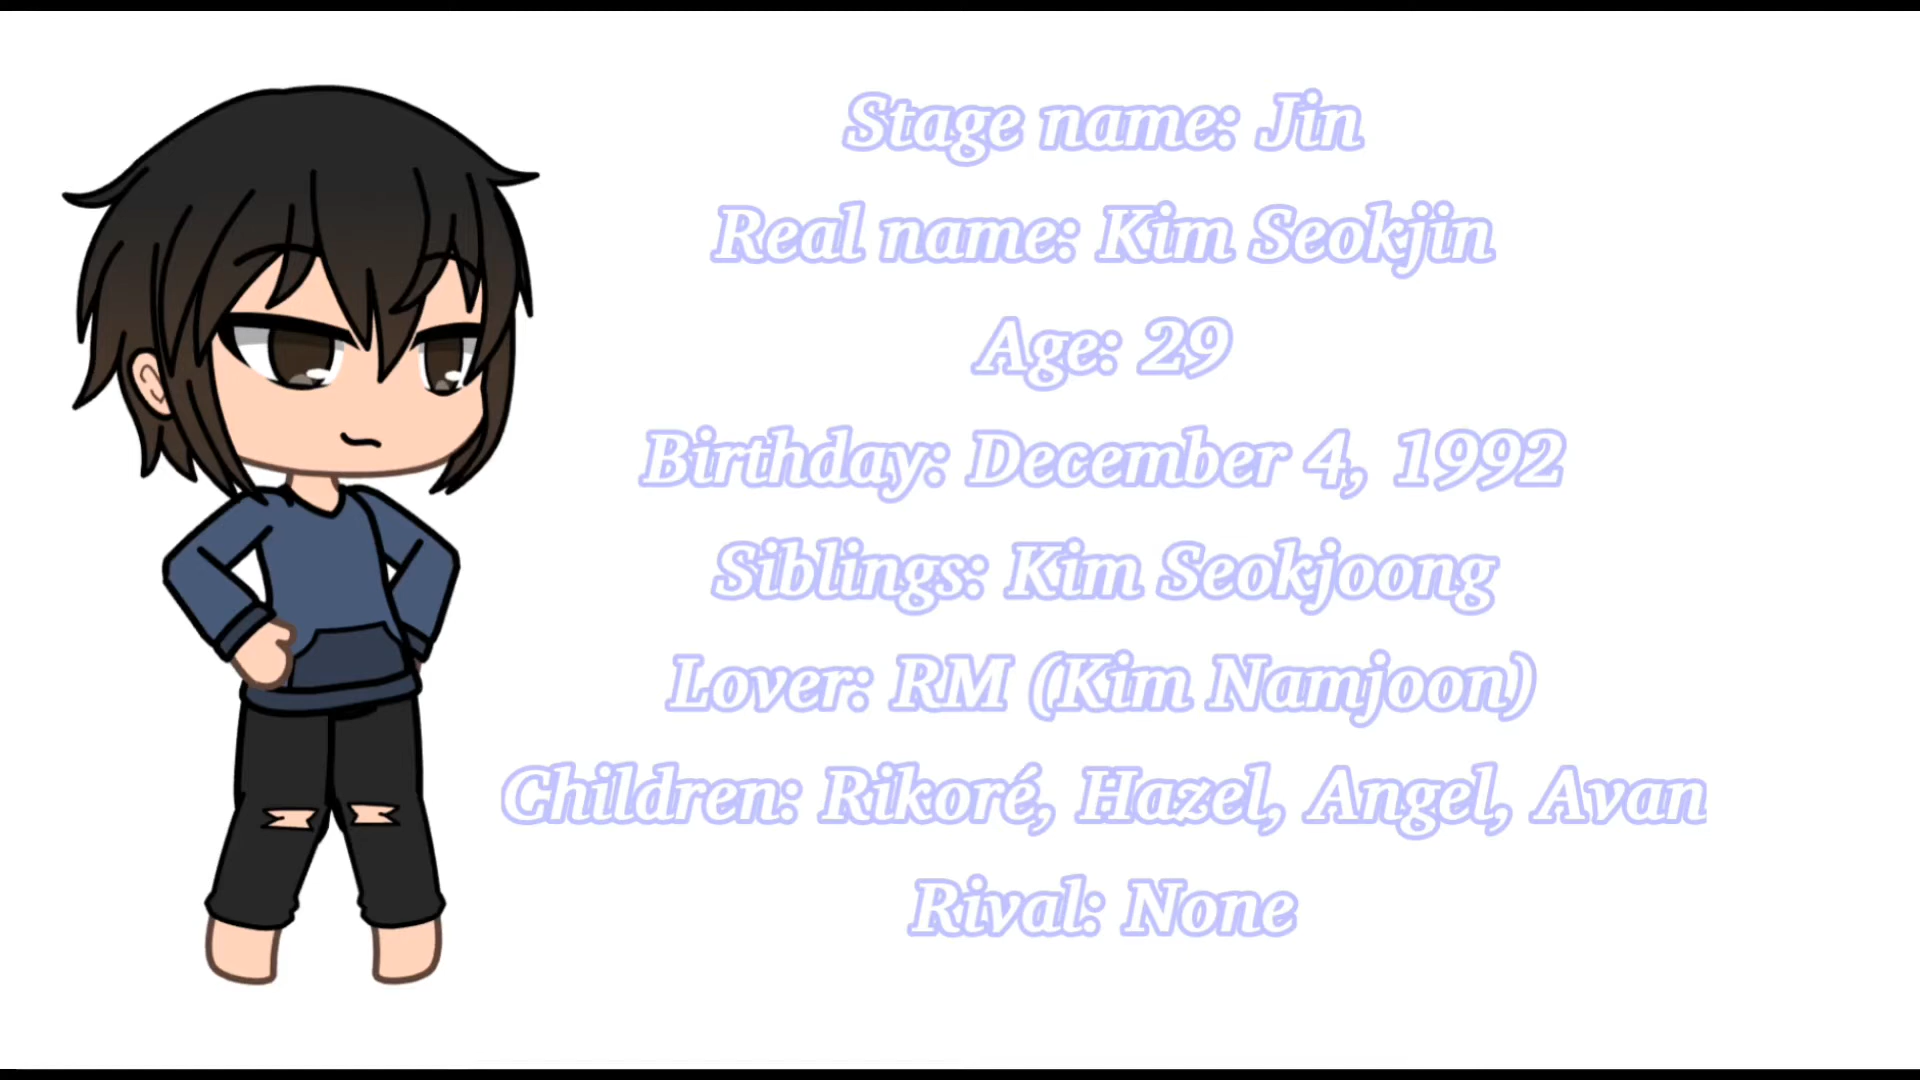 Stage name: Jin
Real name: Kim Seokjin
Age: 29
Birthday: December 4, 1992
Siblings: Kim Seokjoong
Lover: RM (Kim Namjoon)
Children: Rikoré, Hazel, Angel, Avan
Rival: None